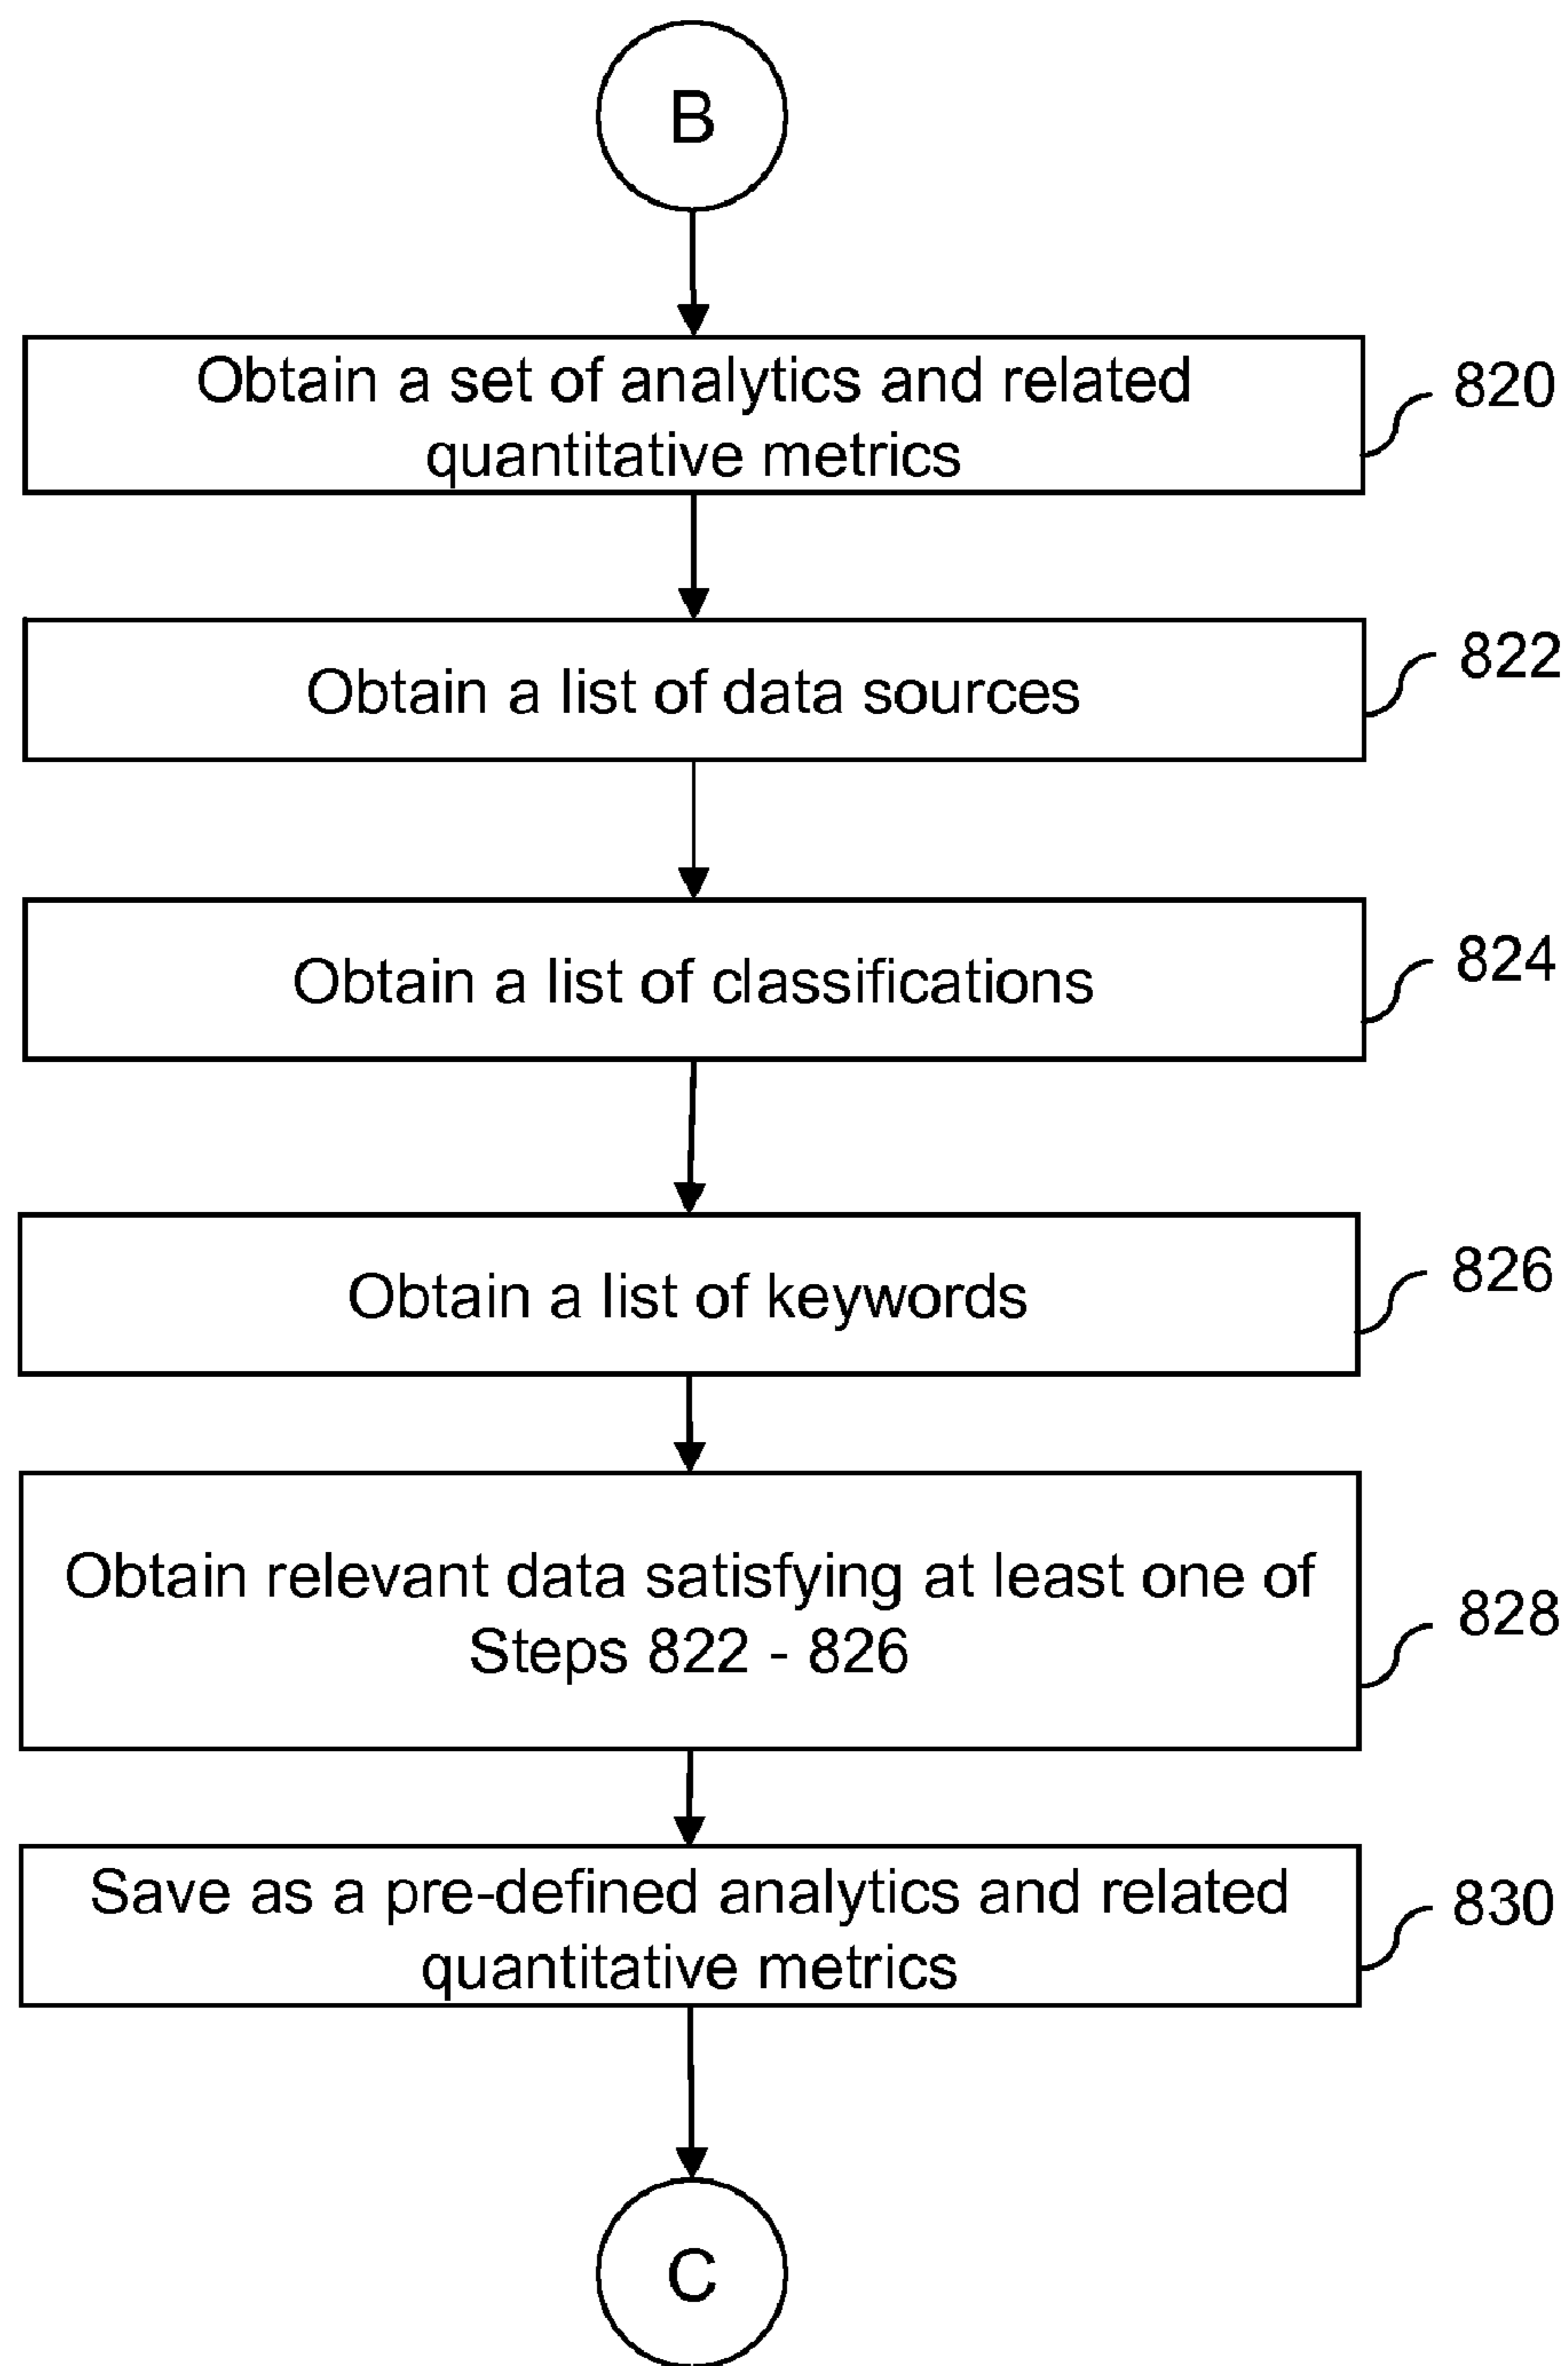 B
Obtain a set of analytics and related
quantitative metrics
820
Obtain a list of data sources
822
Obtain a list of classifications
824
Obtain a list of keywords
826
Obtain relevant data satisfying at least one of
Steps 822 - 826
828
Save as a pre-defined analytics and related
quantitative metrics
830
C